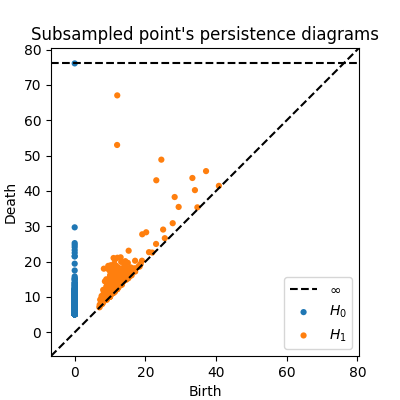 Subsampled point's persistence diagrams
80
70
60
50
40
30
20
10
0
Death
0 20 40 60 80
Birth
∞
H₀
H₁